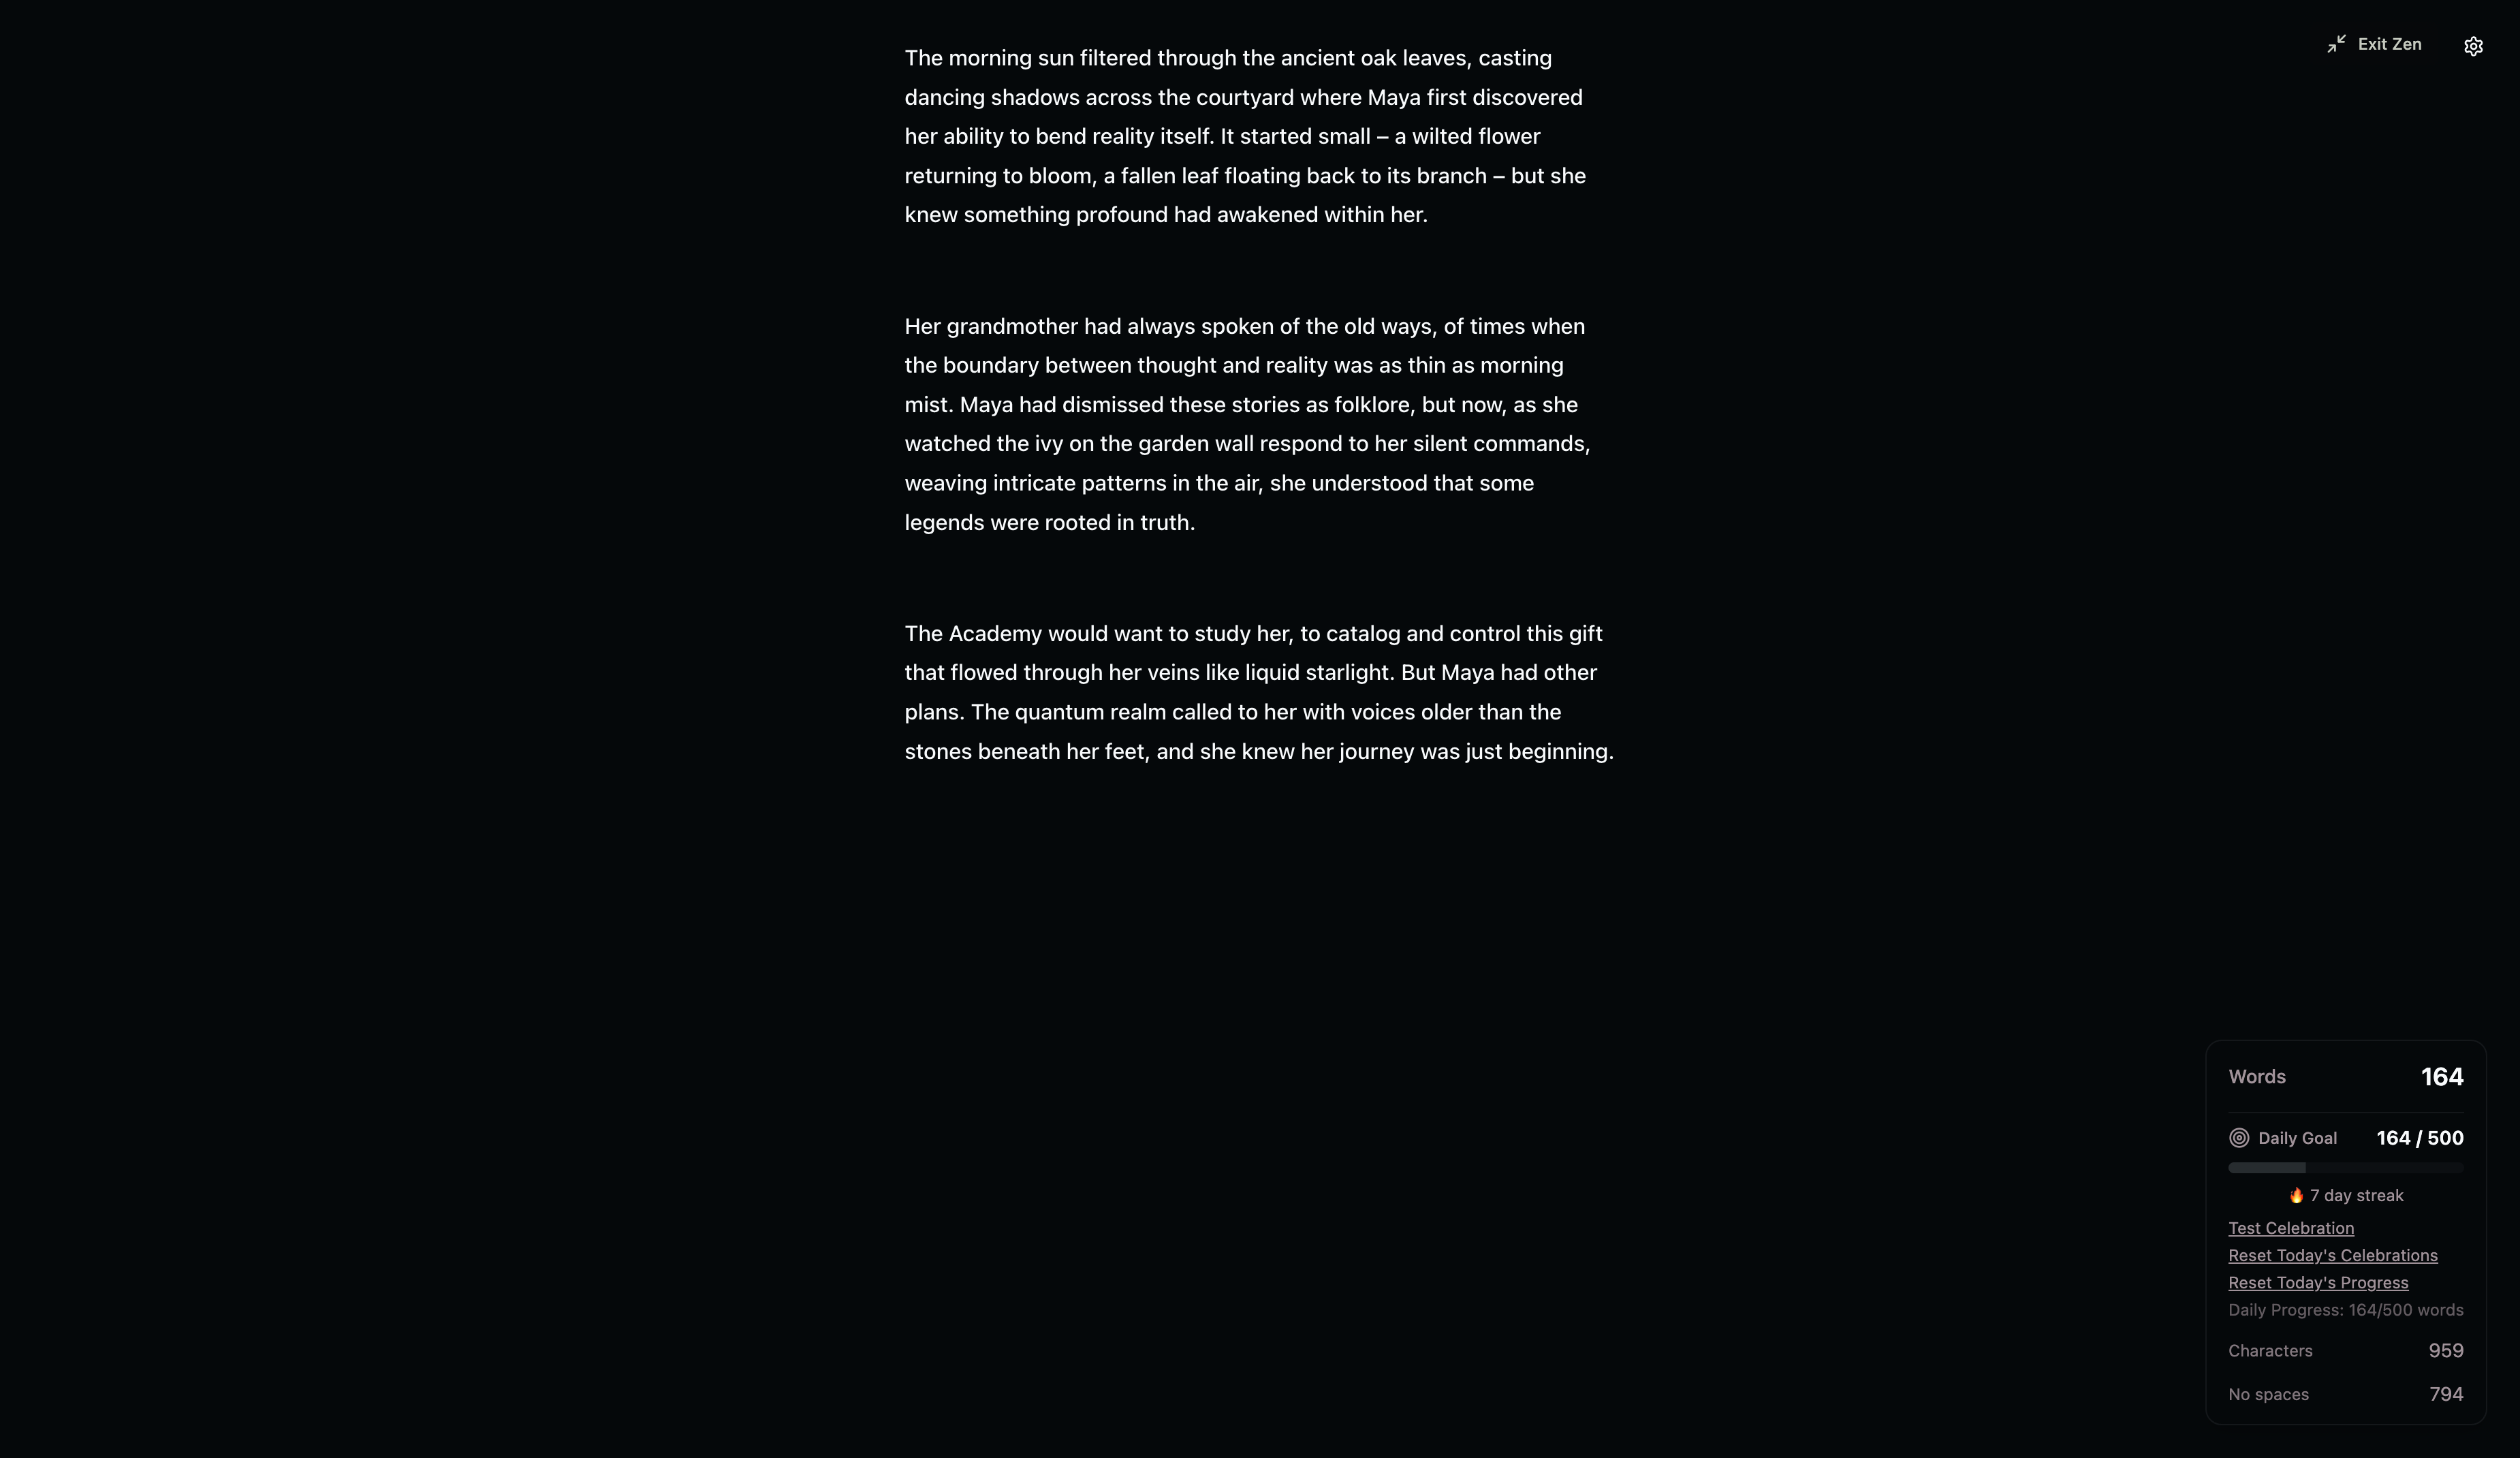 Exit Zen
The morning sun filtered through the ancient oak leaves, casting
dancing shadows across the courtyard where Maya first discovered
her ability to bend reality itself. It started small – a wilted flower
returning to bloom, a fallen leaf floating back to its branch – but she
knew something profound had awakened within her.
Her grandmother had always spoken of the old ways, of times when
the boundary between thought and reality was as thin as morning
mist. Maya had dismissed these stories as folklore, but now, as she
watched the ivy on the garden wall respond to her silent commands,
weaving intricate patterns in the air, she understood that some
legends were rooted in truth.
The Academy would want to study her, to catalog and control this gift
that flowed through her veins like liquid starlight. But Maya had other
plans. The quantum realm called to her with voices older than the
stones beneath her feet, and she knew her journey was just beginning.
Words 164
Daily Goal 164 / 500
🔥 7 day streak
Test Celebration
Reset Today's Celebrations
Reset Today's Progress
Daily Progress: 164/500 words
Characters 959
No spaces 794